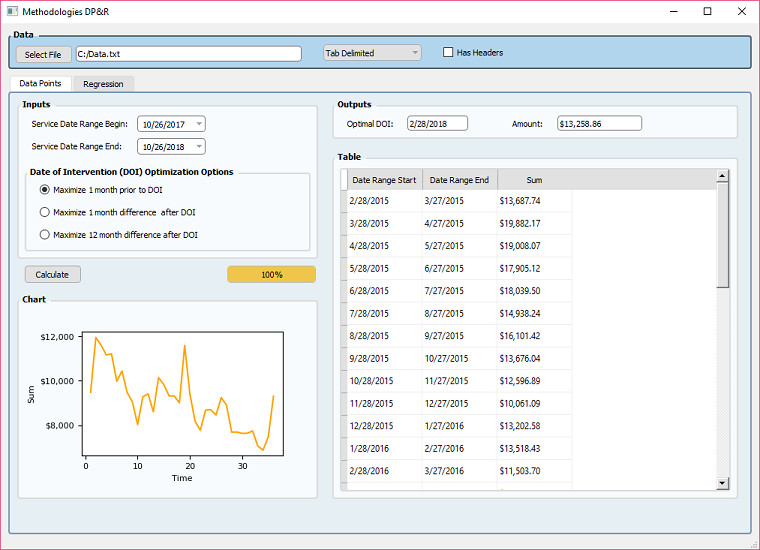 Methodologies DP&R
Data
Select File C:/Data.txt Tab Delimited Has Headers
Data Points Regression
Inputs
Service Date Range Begin: 10/26/2017
Service Date Range End: 10/26/2018
Date of Intervention (DOI) Optimization Options
Maximize 1 month prior to DOI
Maximize 1 month difference after DOI
Maximize 12 month difference after DOI
Calculate 100%
Chart
$12,000
$10,000
$8,000
Sum
0 10 20 30
Time
Outputs
Optimal DOI: 2/28/2018 Amount: $13,258.86
Table
Date Range Start Date Range End Sum
2/28/2015 3/27/2015 $13,687.74
3/28/2015 4/27/2015 $19,882.17
4/28/2015 5/27/2015 $19,008.07
5/28/2015 6/27/2015 $17,905.12
6/28/2015 7/27/2015 $18,039.50
7/28/2015 8/27/2015 $14,938.24
8/28/2015 9/27/2015 $16,101.42
9/28/2015 10/27/2015 $13,676.04
10/28/2015 11/27/2015 $12,596.89
11/28/2015 12/27/2015 $10,061.09
12/28/2015 1/27/2016 $13,202.58
1/28/2016 2/27/2016 $13,518.43
2/28/2016 3/27/2016 $11,503.70